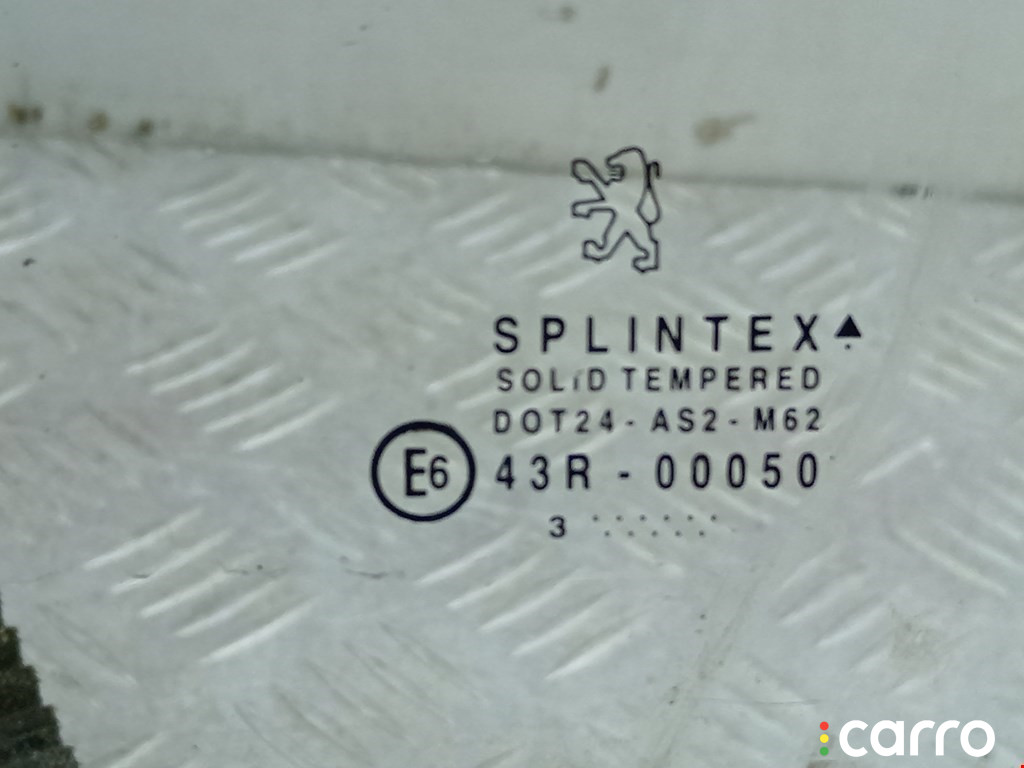 SPLINTEX
SOLID TEMPERED
DOT24 - AS2 - M62
E6 43R - 00050
3
carro